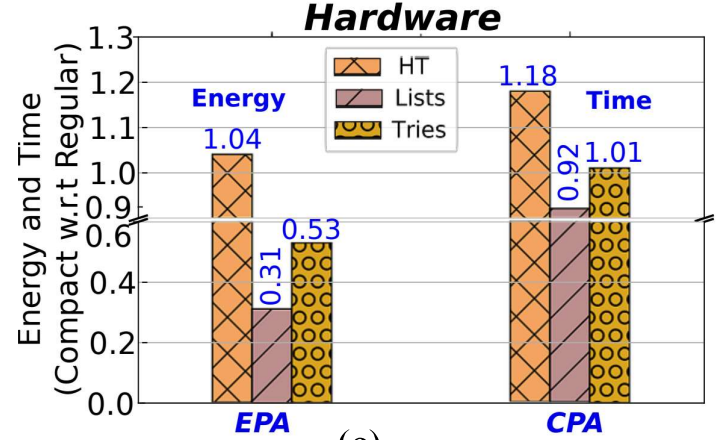 Hardware
Energy and Time
(Compact w.r.t Regular)
1.3
1.2
1.1
1.0
0.9
0.6
0.4
0.2
0.0
HT
Lists
Tries
Energy
Time
1.04
0.31
0.53
1.18
0.92
1.01
EPA
CPA